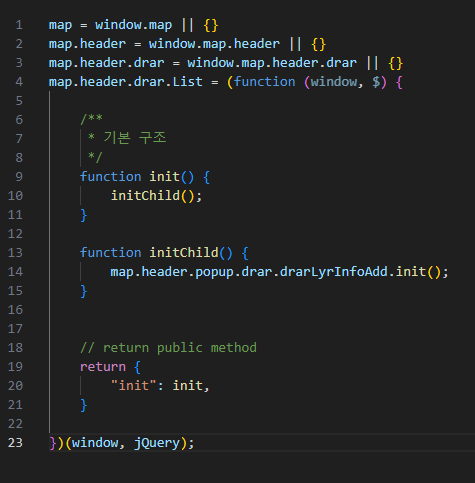 1 map = window.map || {}
2 map.header = window.map.header || {}
3 map.header.drar = window.map.header.drar || {}
4 map.header.drar.List = (function (window, $) {
5
6 /**
7 * 기본 구조
8 */
9 function init() {
10 initChild();
11 }
12
13 function initChild() {
14 map.header.popup.drar.drarLyrInfoAdd.init();
15 }
16
17
18 // return public method
19 return {
20 "init": init,
21 }
22
23 })(window, jQuery);